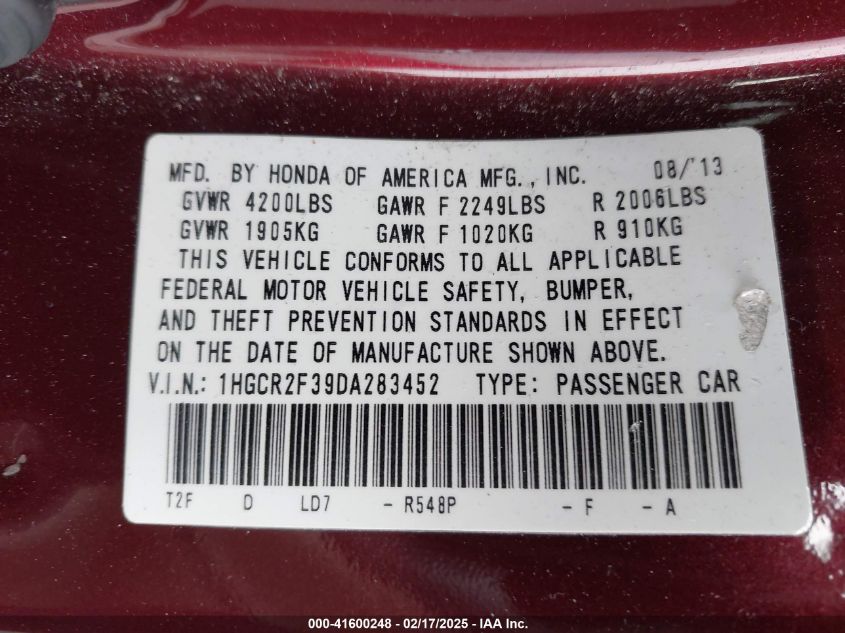 MFD. BY HONDA OF AMERICA MFG., INC. 08/'13
GVWR 4200LBS GAWR F 2249LBS R 2006LBS
GVWR 1905KG GAWR F 1020KG R 910KG
THIS VEHICLE CONFORMS TO ALL APPLICABLE
FEDERAL MOTOR VEHICLE SAFETY, BUMPER,
AND THEFT PREVENTION STANDARDS IN EFFECT
ON THE DATE OF MANUFACTURE SHOWN ABOVE.
V.I.N.: 1HGCR2F39DA283452 TYPE: PASSENGER CAR
T2F D LD7 - R548P - F - A
000-41600248 - 02/17/2025 - IAA Inc.